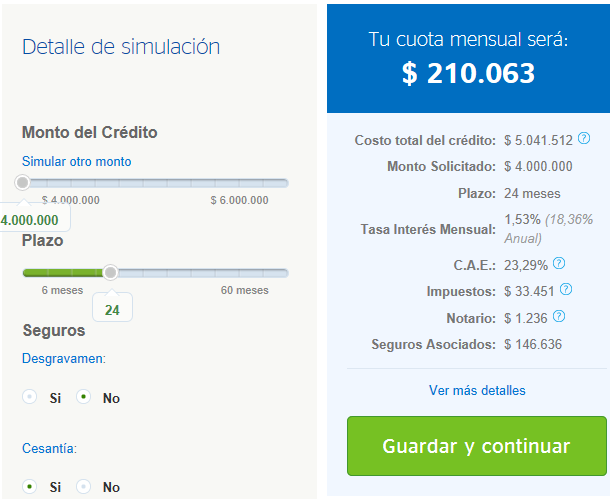 Detalle de simulación
Monto del Crédito
Simular otro monto
$ 4.000.000 $ 6.000.000
4.000.000
Plazo
6 meses 60 meses
24
Seguros
Desgravamen:
Si No
Cesantía:
Si No
Tu cuota mensual será:
$ 210.063
Costo total del crédito: $ 5.041.512 ?
Monto Solicitado: $ 4.000.000
Plazo: 24 meses
Tasa Interés Mensual: 1,53% (18,36%
Anual)
C.A.E.: 23,29% ?
Impuestos: $ 33.451 ?
Notario: $ 1.236 ?
Seguros Asociados: $ 146.636
Ver más detalles
Guardar y continuar